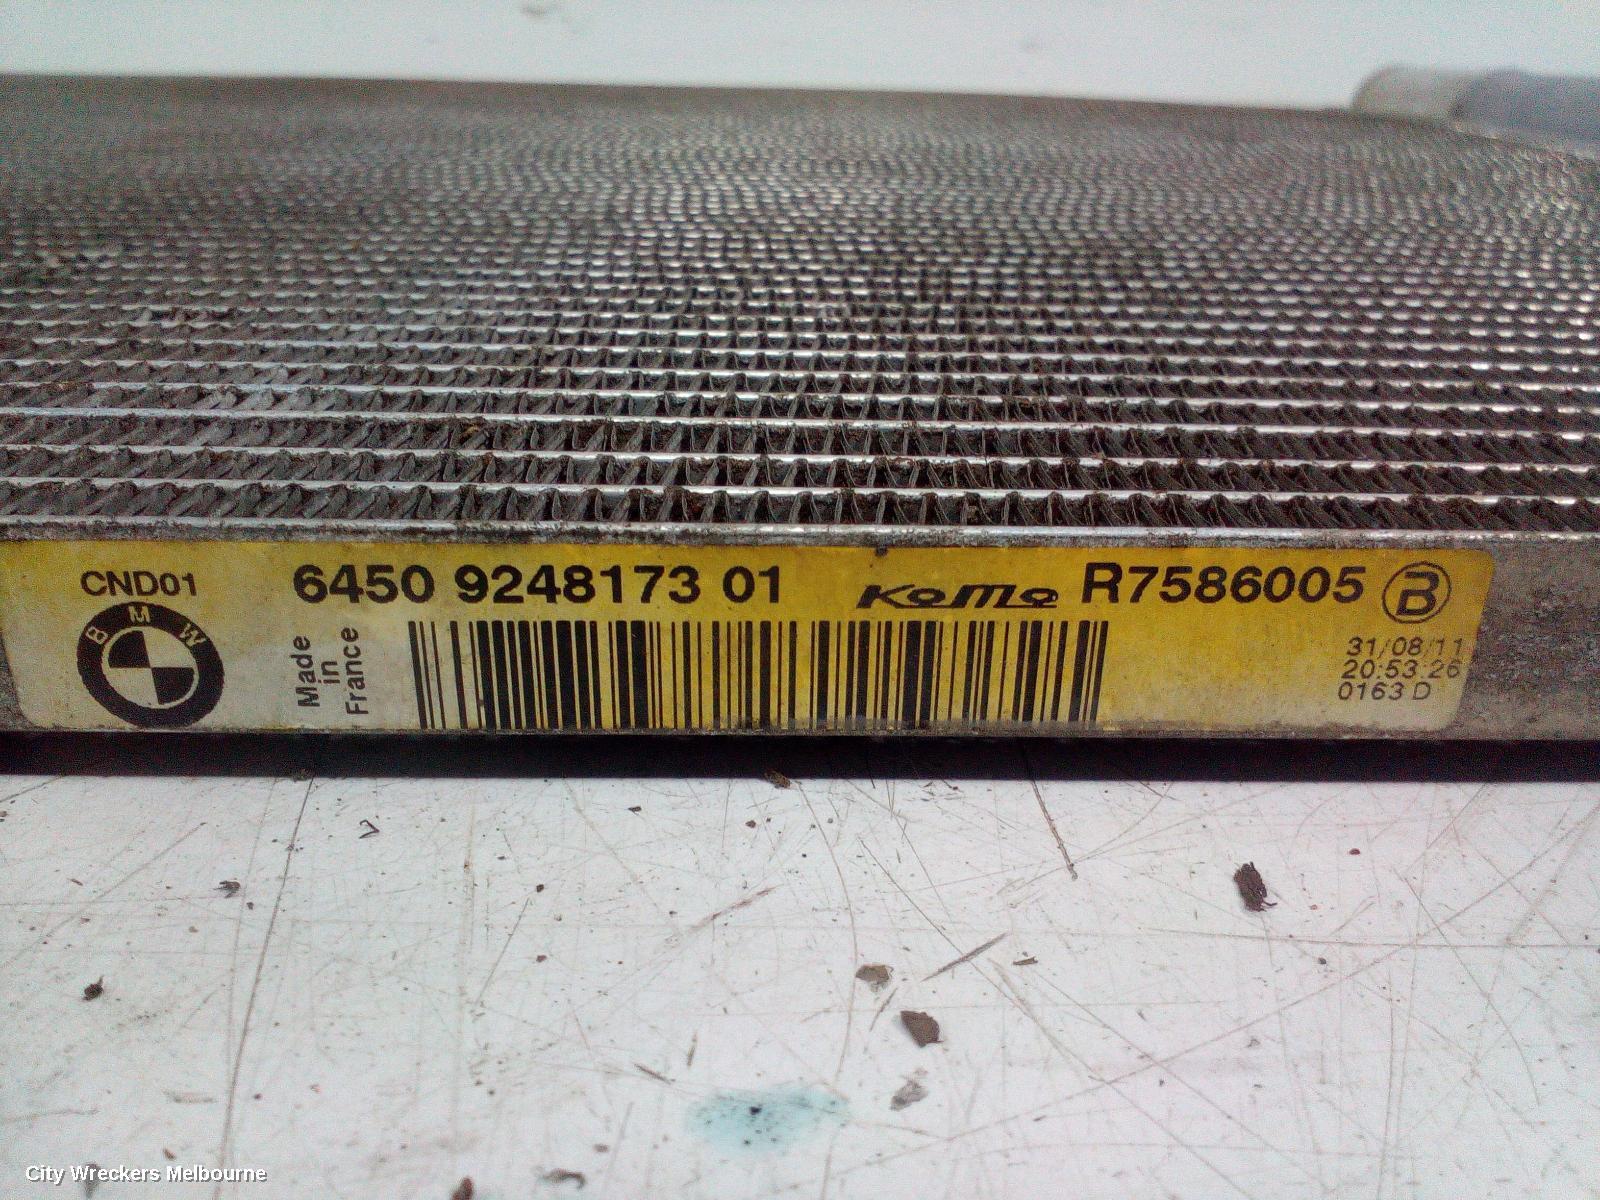 CND01
6450 9248173 01 KoMo R7586005 B
BMW
Made
in
France
31/08/11
20:53:26
0163 D
City Wreckers Melbourne